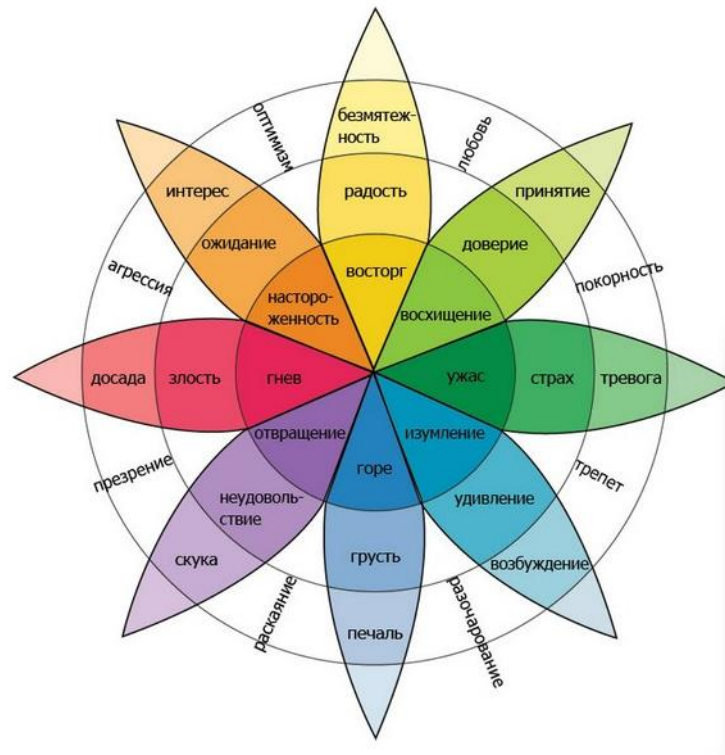 безмятеж-
ность
оптимизм
любовь
интерес
радость
принятие
ожидание
доверие
восторг
агрессия
покорность
насторо-
женность
восхищение
досада
злость
гнев
ужас
страх
тревога
отвращение
изумление
презрение
горе
трепет
неудоволь-
ствие
удивление
скука
грусть
возбуждение
раскаяние
печаль
разочарование